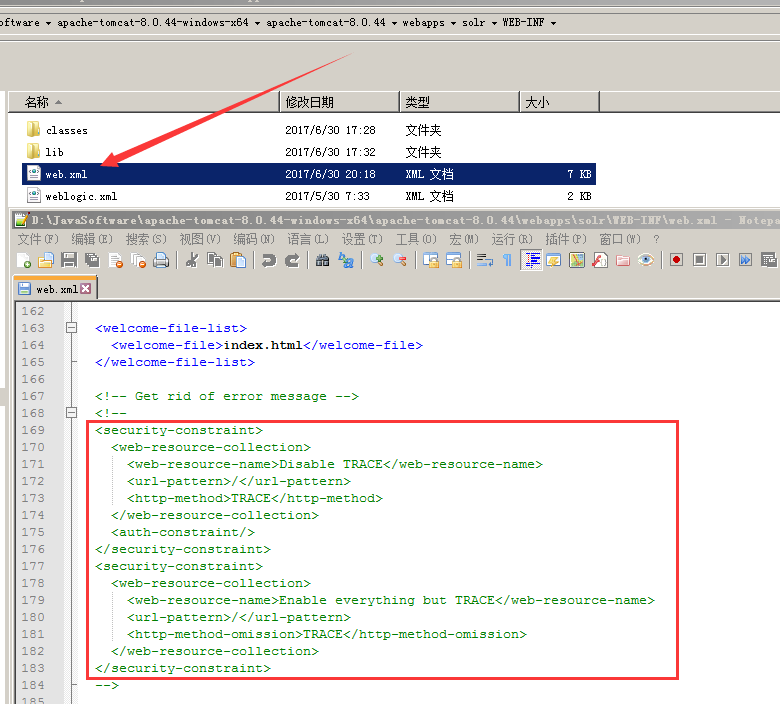 oftware ▾ apache-tomcat-8.0.44-windows-x64 ▾ apache-tomcat-8.0.44 ▾ webapps ▾ solr ▾ WEB-INF ▾
名称 修改日期 类型 大小
classes 2017/6/30 17:28 文件夹
lib 2017/6/30 17:32 文件夹
web.xml 2017/6/30 20:18 XML 文档 7 KB
weblogic.xml 2017/5/30 7:33 XML 文档 2 KB
D:\JavaSoftware\apache-tomcat-8.0.44-windows-x64\apache-tomcat-8.0.44\webapps\solr\WEB-INF\web.xml - Notepa
文件(F) 编辑(E) 搜索(S) 视图(V) 编码(N) 语言(L) 设置(T) 工具(O) 宏(M) 运行(R) 插件(P) 窗口(W) ?
web.xml
162
163 <welcome-file-list>
164 <welcome-file>index.html</welcome-file>
165 </welcome-file-list>
166
167 <!-- Get rid of error message -->
168 <!--
169 <security-constraint>
170 <web-resource-collection>
171 <web-resource-name>Disable TRACE</web-resource-name>
172 <url-pattern>/</url-pattern>
173 <http-method>TRACE</http-method>
174 </web-resource-collection>
175 <auth-constraint/>
176 </security-constraint>
177 <security-constraint>
178 <web-resource-collection>
179 <web-resource-name>Enable everything but TRACE</web-resource-name>
180 <url-pattern>/</url-pattern>
181 <http-method-omission>TRACE</http-method-omission>
182 </web-resource-collection>
183 </security-constraint>
184 -->
185